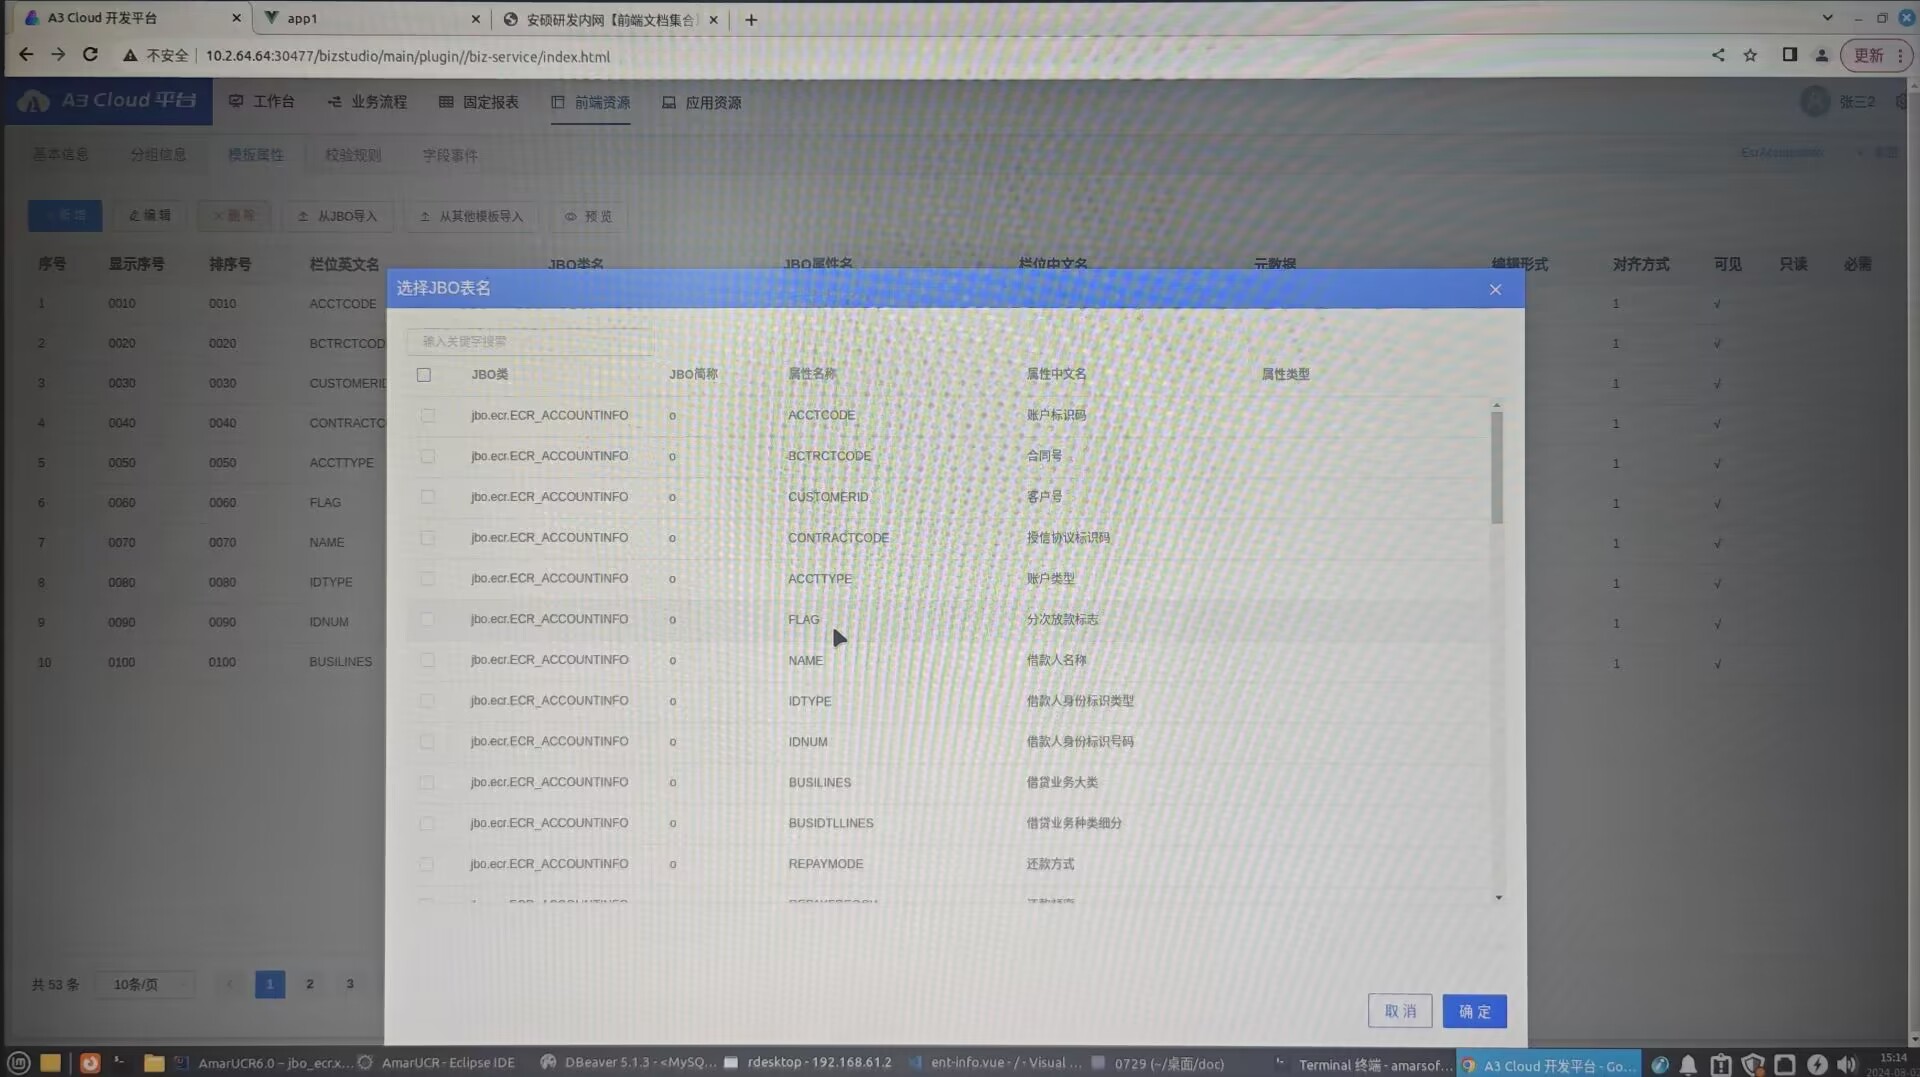 A3 Cloud 开发平台
app1
安硕研发内网【前端文档集合
不安全
10.2.64.64:30477/bizstudio/main/plugin//biz-service/index.html
更新
A3 Cloud 平台
工作台
业务流程
固定报表
前端资源
应用资源
张三2
基本信息
分组信息
模板属性
校验规则
字段事件
新 增
编 辑
删 除
从JBO导入
从其他模板导入
预 览
序号 显示序号 排序号 栏位英文名 JBO类名 JBO属性名 栏位中文名 元数据 编辑形式 对齐方式 可见 只读 必需
1 0010 0010 ACCTCODE 1 √
2 0020 0020 BCTRCTCOD 1 √
3 0030 0030 CUSTOMERID 1 √
4 0040 0040 CONTRACTC 1 √
5 0050 0050 ACCTTYPE 1 √
6 0060 0060 FLAG 1 √
7 0070 0070 NAME 1 √
8 0080 0080 IDTYPE 1 √
9 0090 0090 IDNUM 1 √
10 0100 0100 BUSILINES 1 √
选择JBO表名
输入关键字搜索
JBO类 JBO简称 属性名称 属性中文名 属性类型
jbo.ecr.ECR_ACCOUNTINFO o ACCTCODE 账户标识码
jbo.ecr.ECR_ACCOUNTINFO o BCTRCTCODE 合同号
jbo.ecr.ECR_ACCOUNTINFO o CUSTOMERID 客户号
jbo.ecr.ECR_ACCOUNTINFO o CONTRACTCODE 授信协议标识码
jbo.ecr.ECR_ACCOUNTINFO o ACCTTYPE 账户类型
jbo.ecr.ECR_ACCOUNTINFO o FLAG 分次放款标志
jbo.ecr.ECR_ACCOUNTINFO o NAME 借款人名称
jbo.ecr.ECR_ACCOUNTINFO o IDTYPE 借款人身份标识类型
jbo.ecr.ECR_ACCOUNTINFO o IDNUM 借款人身份标识号码
jbo.ecr.ECR_ACCOUNTINFO o BUSILINES 借贷业务大类
jbo.ecr.ECR_ACCOUNTINFO o BUSIDTLLINES 借贷业务种类细分
jbo.ecr.ECR_ACCOUNTINFO o REPAYMODE 还款方式
取 消
确 定
共 53 条
10条/页
1 2 3
AmarUCR6.0 – jbo_ecr.x...
AmarUCR - Eclipse IDE
DBeaver 5.1.3 - <MySQ...
rdesktop - 192.168.61.2
ent-info.vue - / - Visual ...
0729 (~/桌面/doc)
Terminal 终端 - amarsof...
A3 Cloud 开发平台 - Go...
15:14